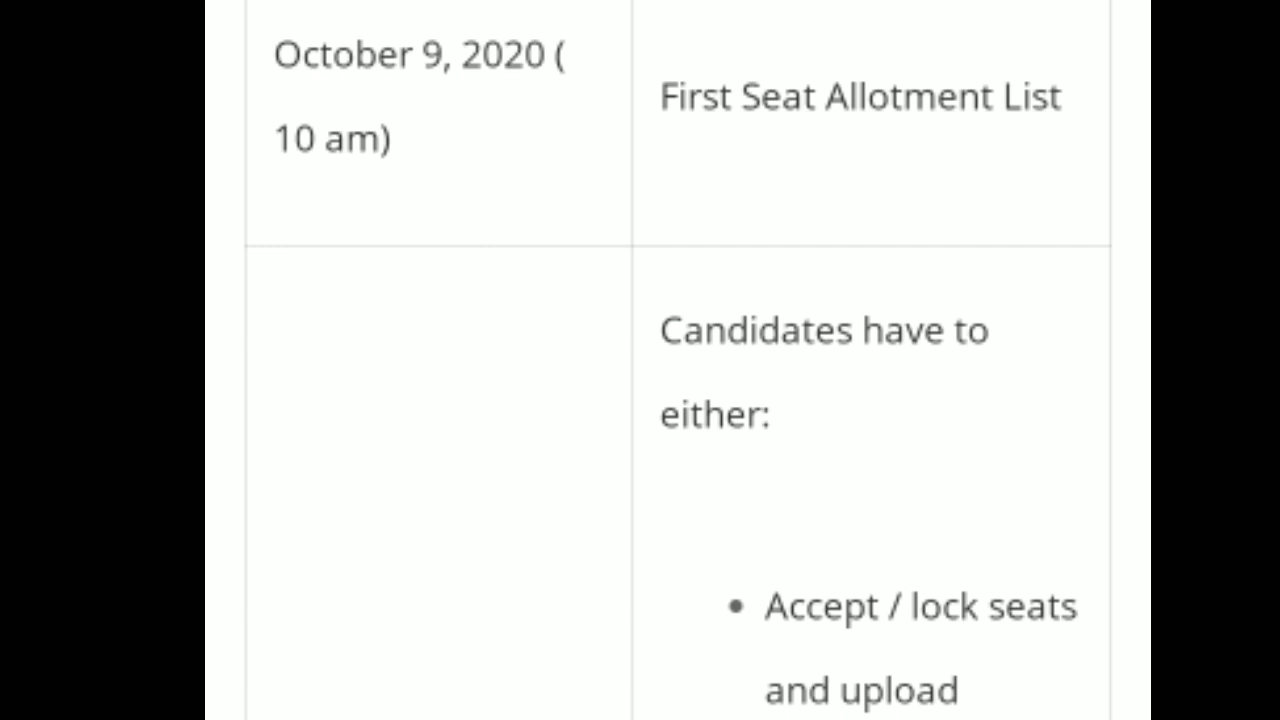 October 9, 2020 (
10 am)
First Seat Allotment List
Candidates have to
either:
• Accept / lock seats
and upload